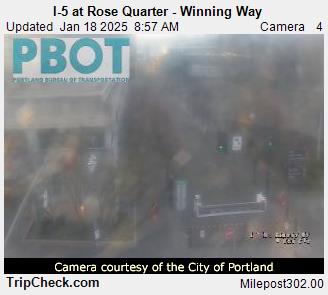 I-5 at Rose Quarter - Winning Way
Updated Jan 18 2025 8:57 AM Camera 4
PBOT
PORTLAND BUREAU OF TRANSPORTATION
Camera courtesy of the City of Portland
TripCheck.com Milepost302.00